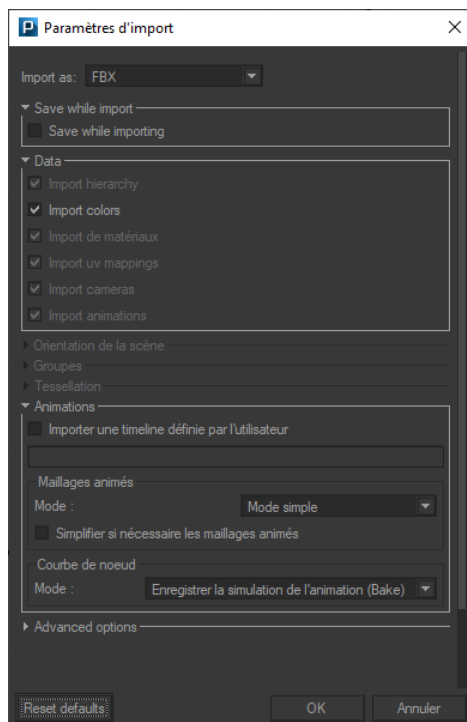 Paramètres d'import
Import as: FBX
Save while import
Save while importing
Data
Import hierarchy
Import colors
Import de matériaux
Import uv mappings
Import cameras
Import animations
Orientation de la scène
Groupes
Tessellation
Animations
Importer une timeline définie par l'utilisateur
Maillages animés
Mode : Mode simple
Simplifier si nécessaire les maillages animés
Courbe de noeud
Mode : Enregistrer la simulation de l'animation (Bake)
Advanced options
Reset defaults OK Annuler